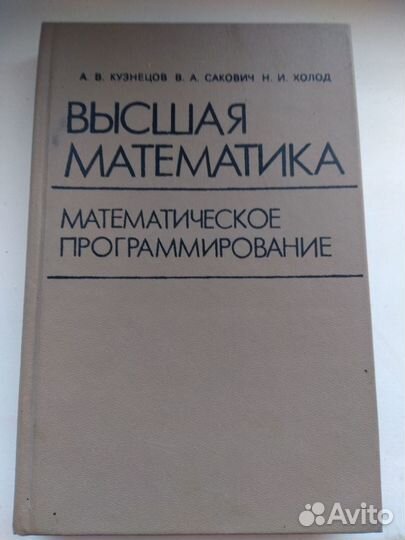 А. В. КУЗНЕЦОВ В. А. САКОВИЧ Н. И. ХОЛОД
ВЫСШАЯ
МАТЕМАТИКА
МАТЕМАТИЧЕСКОЕ
ПРОГРАММИРОВАНИЕ
Avito